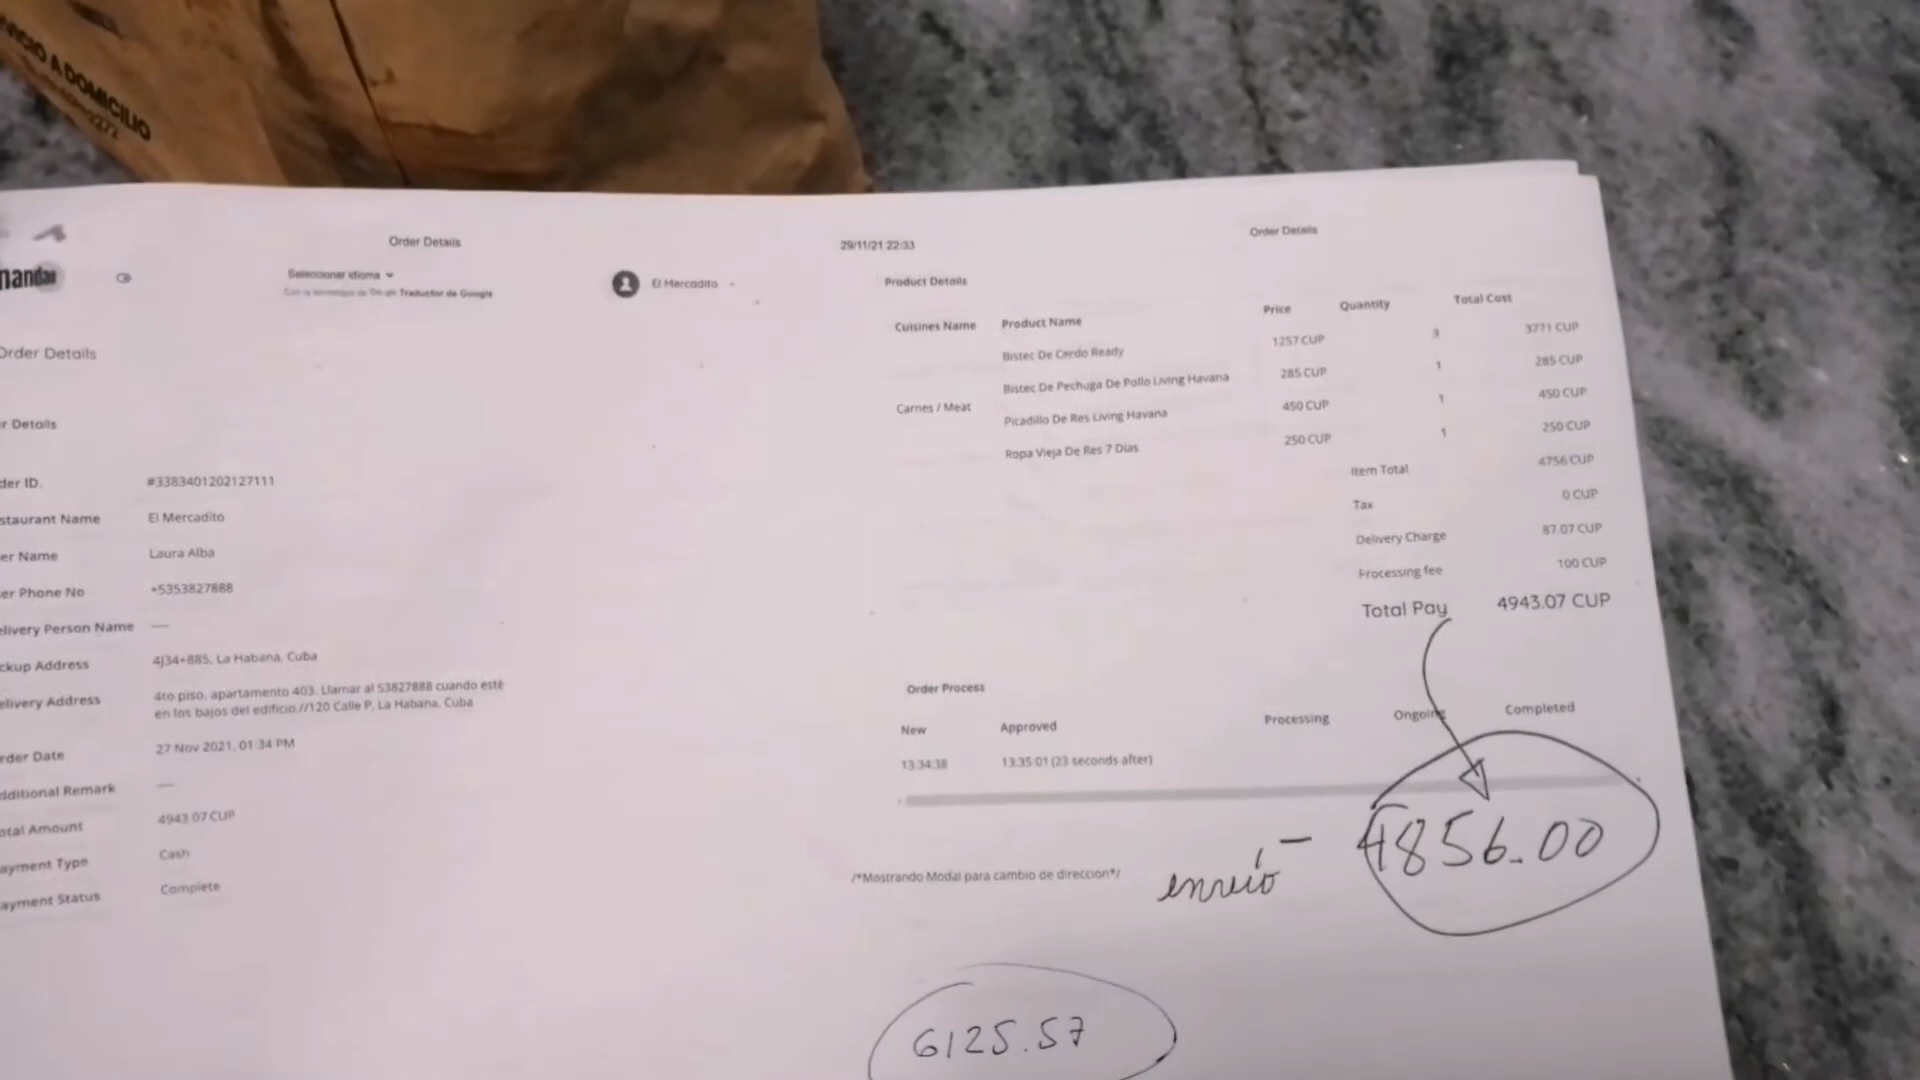 A DOMICILIO
Order Details
Seleccionar idioma
Traductor de Google
El Mercadito
Order Details
r Details
der ID. #3383401202127111
staurant Name El Mercadito
er Name Laura Alba
er Phone No +5353827888
elivery Person Name ----
ckup Address 4J34+885, La Habana, Cuba
elivery Address 4to piso, apartamento 403. Llamar al 53827888 cuando esté
en los bajos del edificio.//120 Calle P, La Habana, Cuba
rder Date 27 Nov 2021, 01:34 PM
dditional Remark ----
otal Amount 4943.07 CUP
ayment Type Cash
ayment Status Complete
29/11/21 22:33 Order Details
Product Details
Cuisines Name Product Name Price Quantity Total Cost
Bistec De Cerdo Ready 1257 CUP 3 3771 CUP
Bistec De Pechuga De Pollo Living Havana 285 CUP 1 285 CUP
Carnes / Meat
Picadillo De Res Living Havana 450 CUP 1 450 CUP
Ropa Vieja De Res 7 Dias 250 CUP 1 250 CUP
Item Total 4756 CUP
Tax 0 CUP
Delivery Charge 87.07 CUP
Processing fee 100 CUP
Total Pay 4943.07 CUP
Order Process
New Approved Processing Ongoing Completed
13:34:38 13:35:01 (23 seconds after)
/*Mostrando Modal para cambio de direccion*/
envío - 4856.00
6125.57